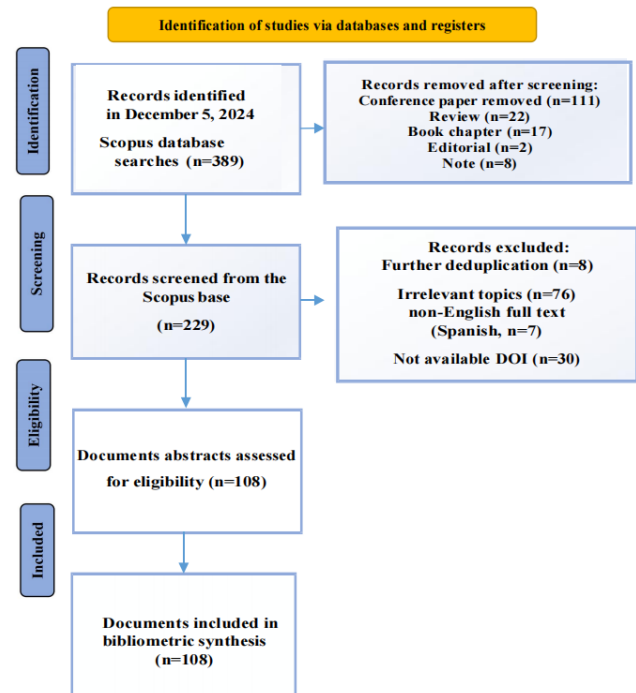 Identification of studies via databases and registers
Identification
Records identified
in December 5, 2024
Scopus database
searches (n=389)
Records removed after screening:
Conference paper removed (n=111)
Review (n=22)
Book chapter (n=17)
Editorial (n=2)
Note (n=8)
Screening
Records screened from the
Scopus base
(n=229)
Records excluded:
Further deduplication (n=8)
Irrelevant topics (n=76)
non-English full text
(Spanish, n=7)
Not available DOI (n=30)
Eligibility
Documents abstracts assessed
for eligibility (n=108)
Included
Documents included in
bibliometric synthesis
(n=108)